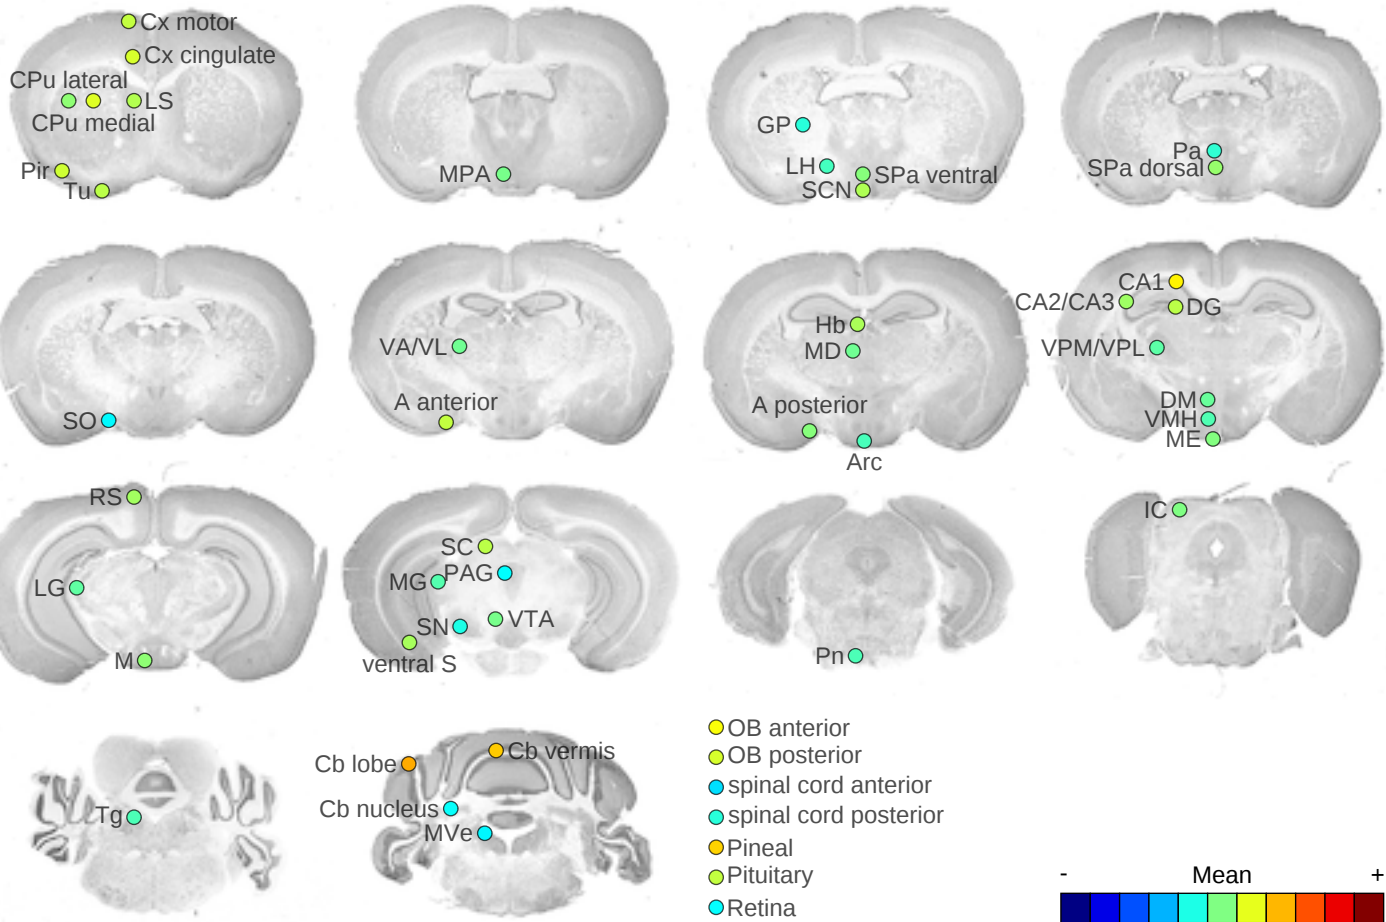 Cx motor
Cx cingulate
CPu lateral
LS
CPu medial
Pir
Tu
MPA
GP
LH
SPa ventral
SCN
Pa
SPa dorsal
SO
VA/VL
A anterior
Hb
MD
A posterior
Arc
CA1
CA2/CA3
DG
VPM/VPL
DM
VMH
ME
RS
LG
M
SC
PAG
MG
SN
VTA
ventral S
Pn
IC
Tg
Cb lobe
Cb vermis
Cb nucleus
MVe
OB anterior
OB posterior
spinal cord anterior
spinal cord posterior
Pineal
Pituitary
Retina
- Mean +